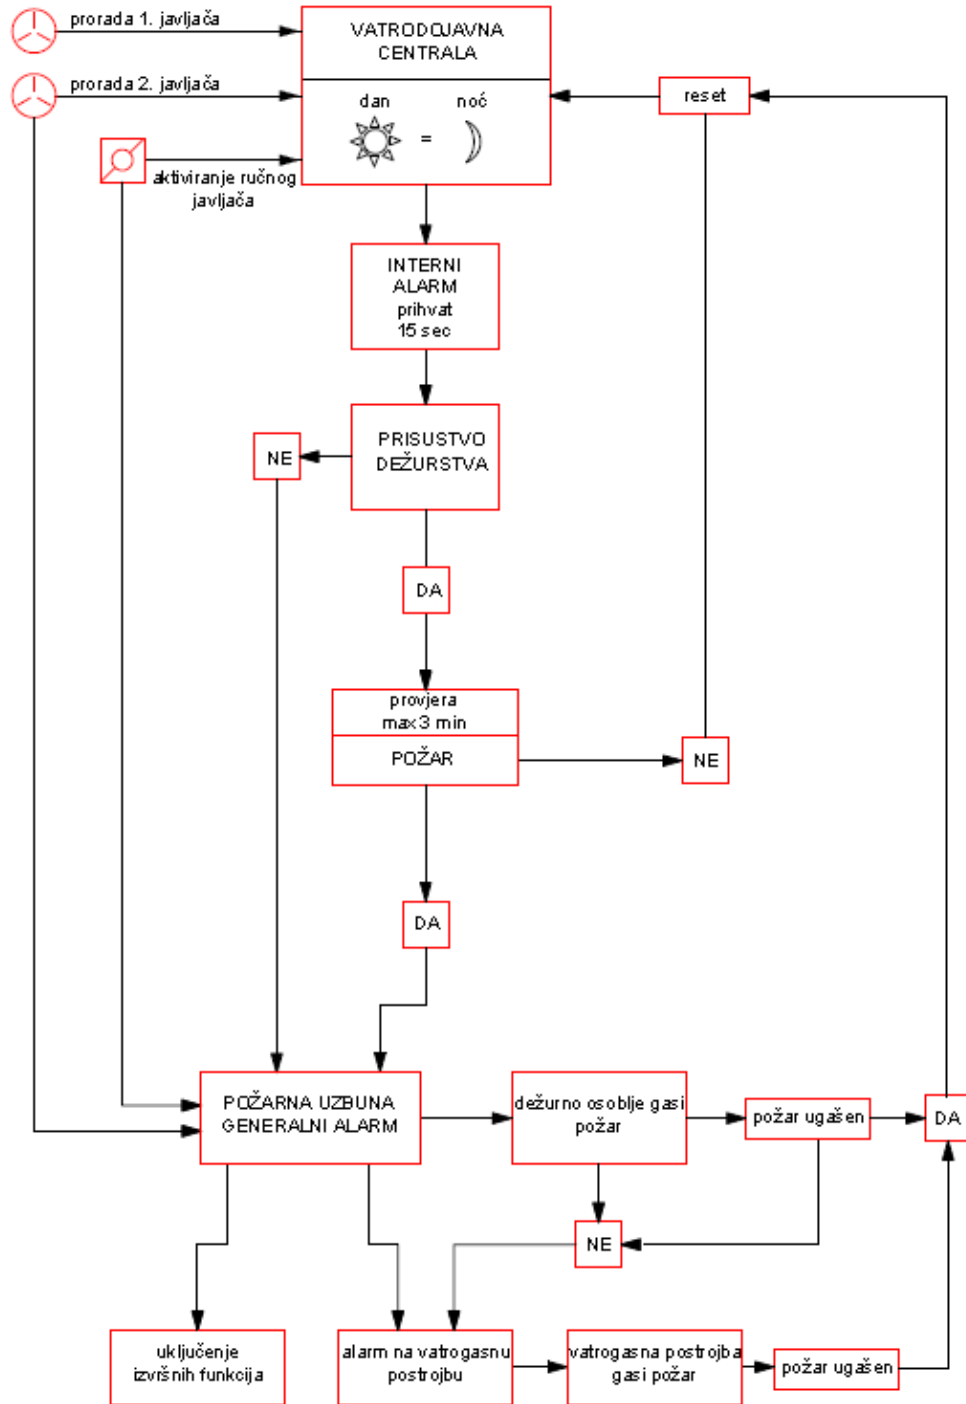 prorada 1. javljača
VATRODOJAVNA
CENTRALA
prorada 2. javljača
dan
noć
=
reset
aktiviranje ručnog
javljača
INTERNI
ALARM
prihvat
15 sec
PRISUSTVO
DEŽURSTVA
NE
DA
provjera
max 3 min
POŽAR
NE
DA
POŽARNA UZBUNA
GENERALNI ALARM
dežurno osoblje gasi
požar
požar ugašen
DA
NE
uključenje
izvršnih funkcija
alarm na vatrogasnu
postrojbu
vatrogasna postrojba
gasi požar
požar ugašen